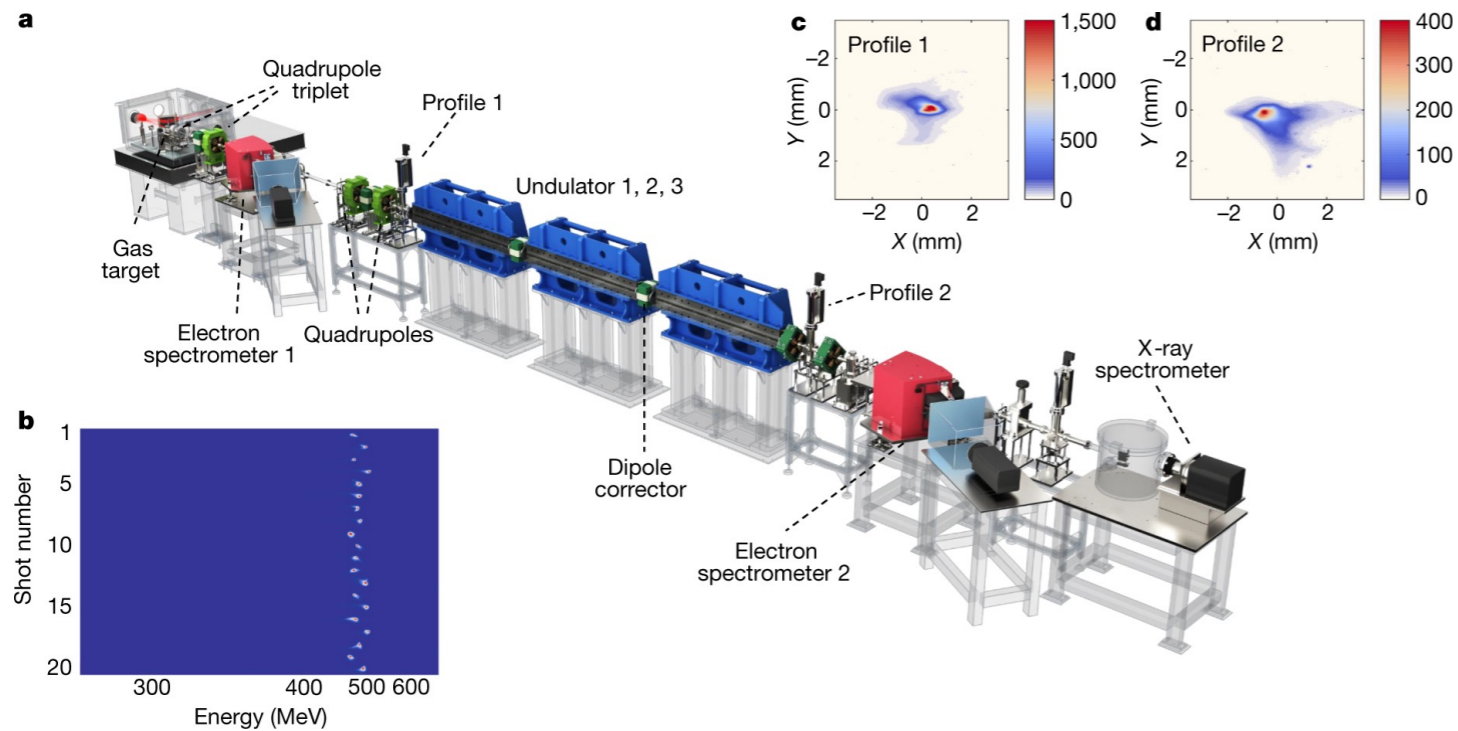 a
Quadrupole
triplet
Profile 1
Undulator 1, 2, 3
Gas
target
Electron
spectrometer 1
Quadrupoles
Profile 2
X-ray
spectrometer
Dipole
corrector
Electron
spectrometer 2
b
1
5
10
15
20
Shot number
300 400 500 600
Energy (MeV)
c
Profile 1
−2
0
2
Y (mm)
−2 0 2
X (mm)
1,500
1,000
500
0
d
Profile 2
−2
0
2
Y (mm)
−2 0 2
X (mm)
400
300
200
100
0